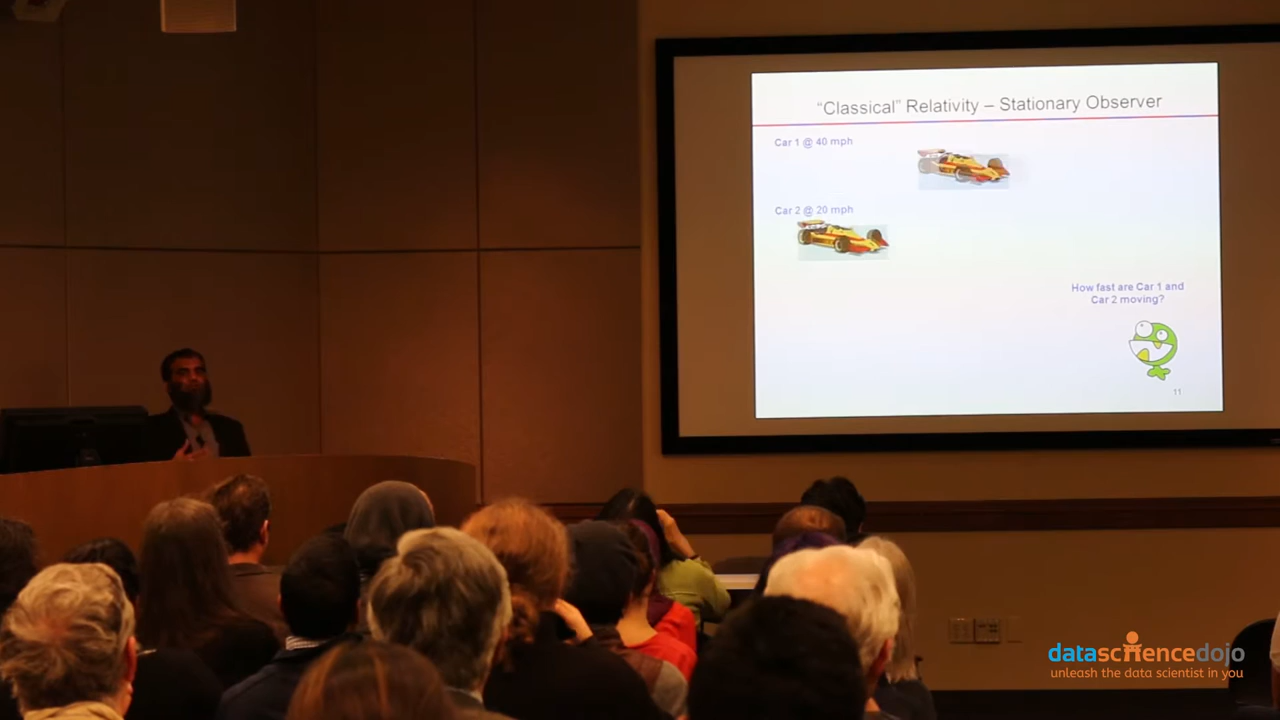 “Classical” Relativity – Stationary Observer
Car 1 @ 40 mph
Car 2 @ 20 mph
How fast are Car 1 and
Car 2 moving?
11
datasciencedojo
unleash the data scientist in you